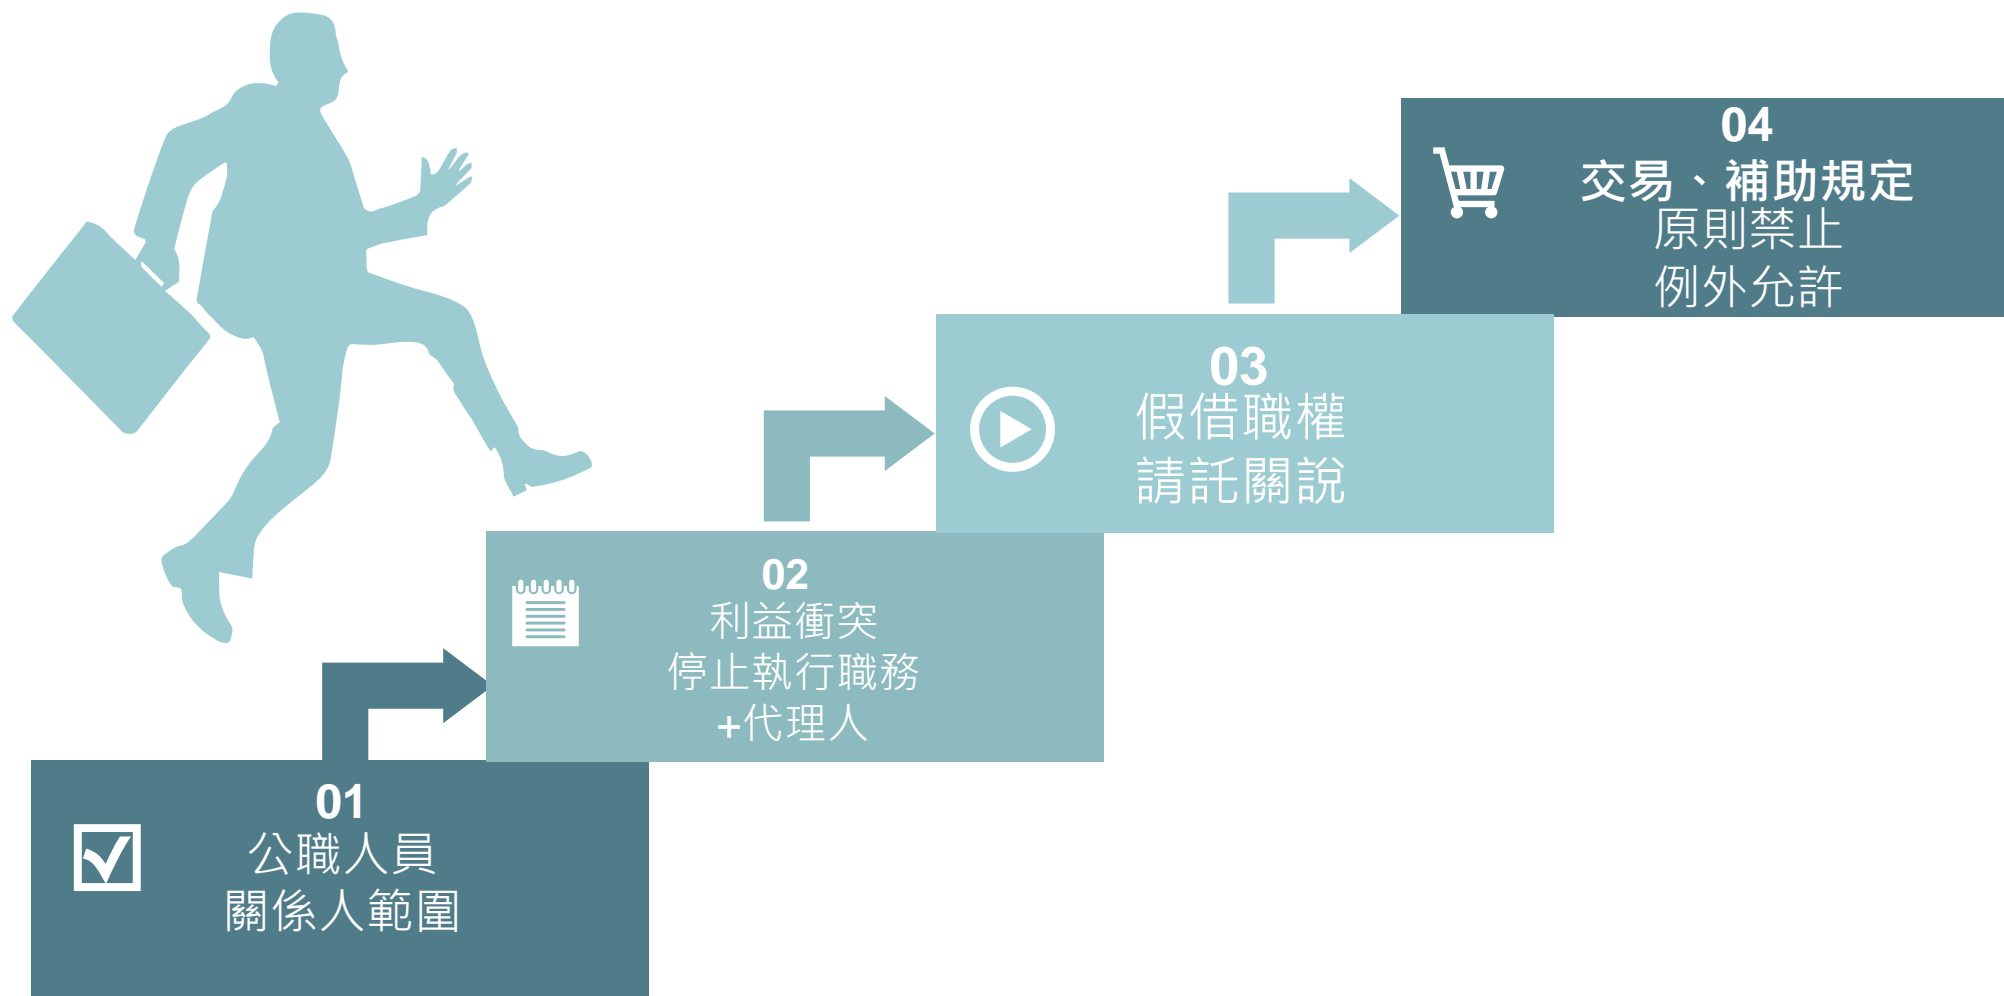 01
公職人員
關係人範圍
02
利益衝突
停止執行職務
+代理人
03
假借職權
請託關說
04
交易、補助規定
原則禁止
例外允許